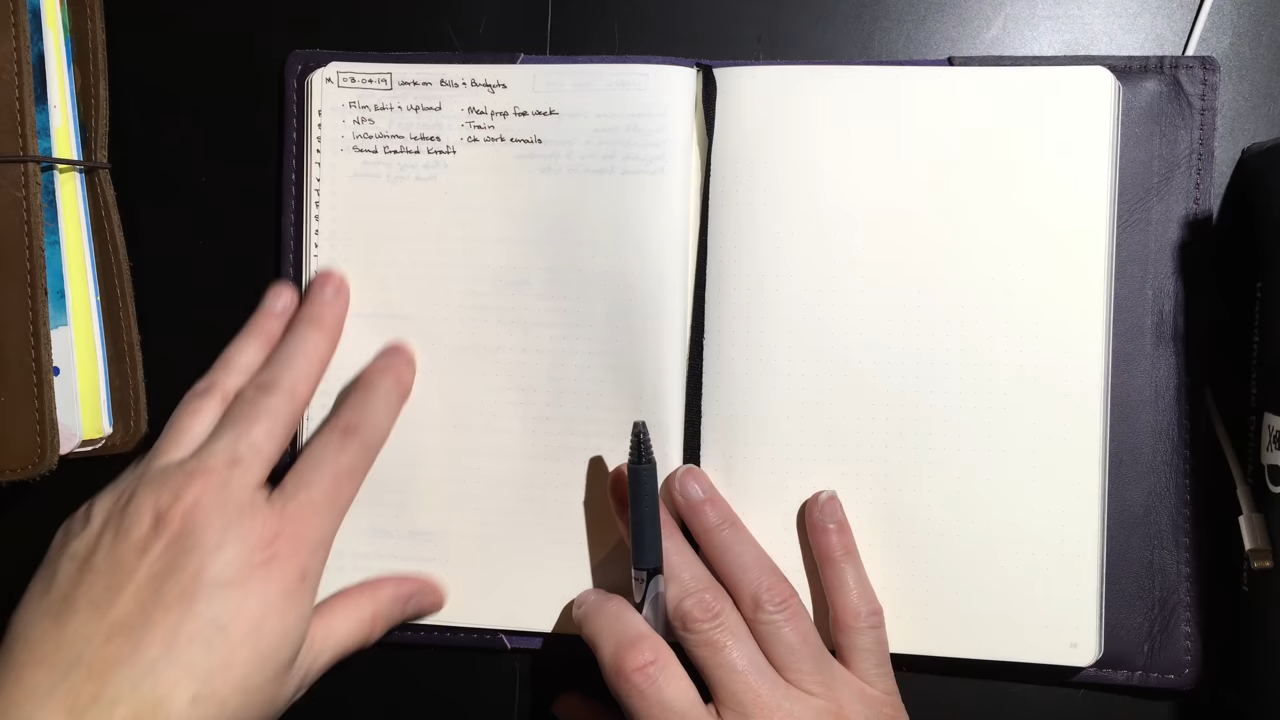 M 03.04.19 work on Bills & Budgets
· Film, Edit & Upload
· NPS
· InCoWriMo Letters
· Send Krafted Kraft
· Meal prep for week
· Train
· Ck work emails